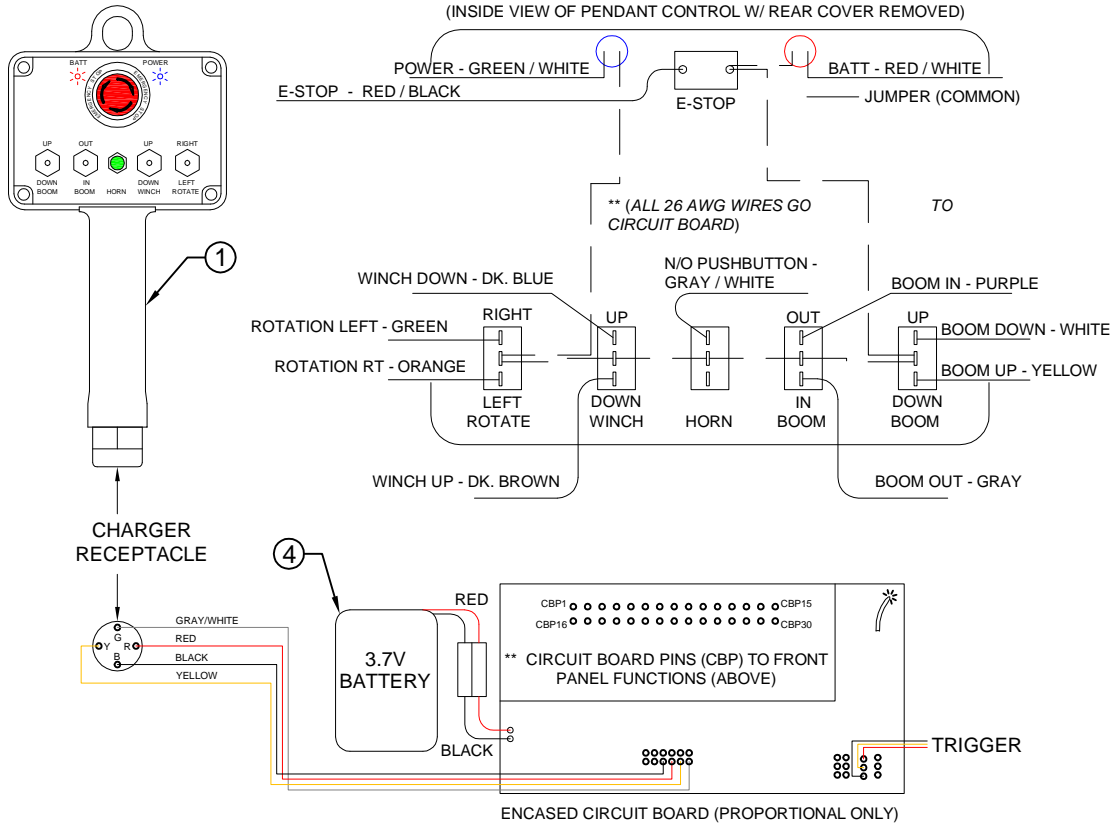 (INSIDE VIEW OF PENDANT CONTROL W/ REAR COVER REMOVED)
BATT
POWER
EMERGENCY STOP
EMERGENCY STOP
UP
OUT
UP
RIGHT
DOWN
BOOM
IN
BOOM
HORN
DOWN
WINCH
LEFT
ROTATE
1
CHARGER
RECEPTACLE
POWER - GREEN / WHITE
BATT - RED / WHITE
E-STOP - RED / BLACK
E-STOP
JUMPER (COMMON)
** (ALL 26 AWG WIRES GO TO
CIRCUIT BOARD)
WINCH DOWN - DK. BLUE
N/O PUSHBUTTON -
GRAY / WHITE
BOOM IN - PURPLE
ROTATION LEFT - GREEN
RIGHT
UP
OUT
UP
BOOM DOWN - WHITE
ROTATION RT - ORANGE
BOOM UP - YELLOW
LEFT
ROTATE
DOWN
WINCH
HORN
IN
BOOM
DOWN
BOOM
WINCH UP - DK. BROWN
BOOM OUT - GRAY
4
RED
3.7V
BATTERY
BLACK
CBP1
CBP15
CBP16
CBP30
** CIRCUIT BOARD PINS (CBP) TO FRONT
PANEL FUNCTIONS (ABOVE)
G
Y
R
B
GRAY/WHITE
RED
BLACK
YELLOW
TRIGGER
ENCASED CIRCUIT BOARD (PROPORTIONAL ONLY)